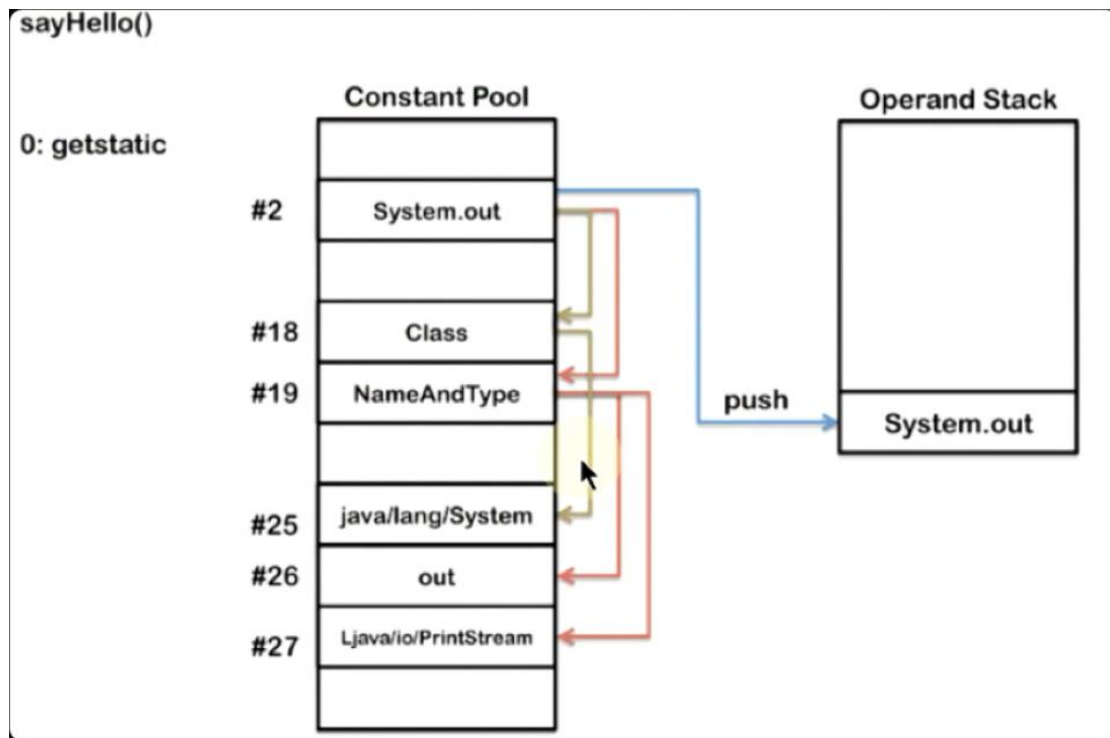 sayHello()
Constant Pool
Operand Stack
0: getstatic
#2
System.out
#18
Class
#19
NameAndType
push
System.out
#25
java/lang/System
#26
out
#27
Ljava/io/PrintStream